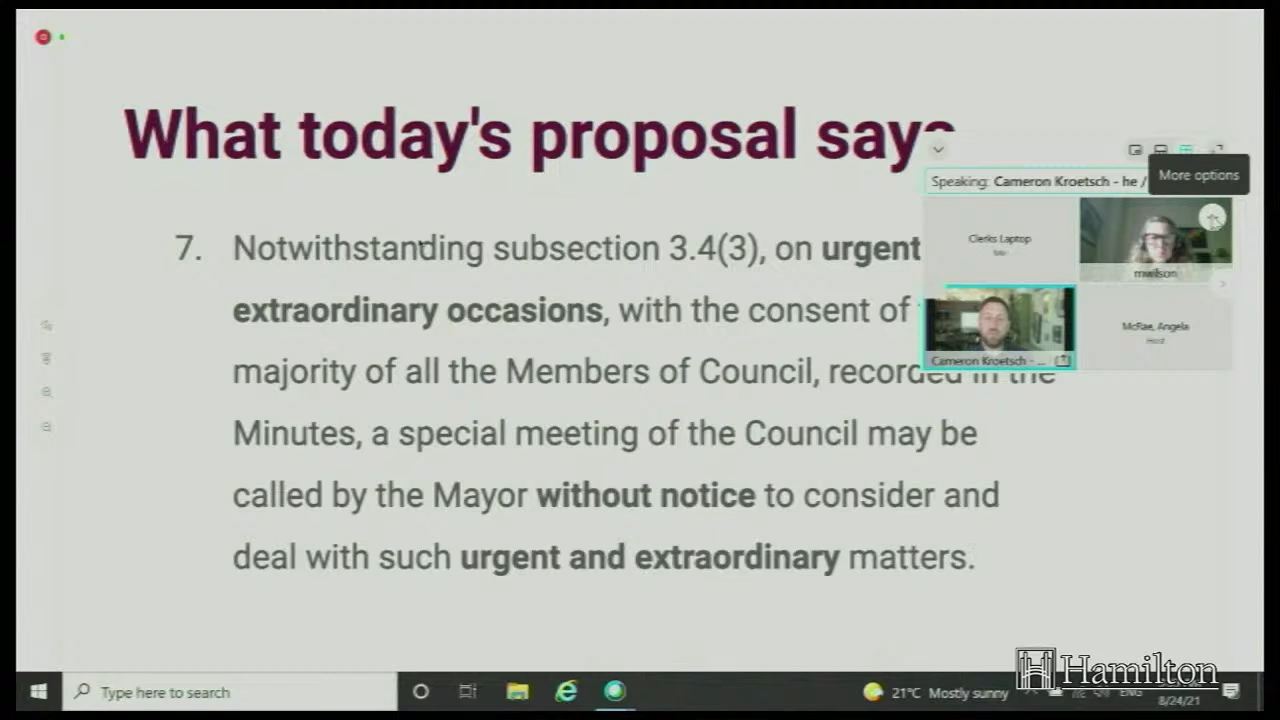 What today's proposal says
More options
Speaking: Cameron Kroetsch - he /
Clerks Laptop
mwilson
Cameron Kroetsch - ...
McRae, Angela
Host
7. Notwithstanding subsection 3.4(3), on urgent
extraordinary occasions, with the consent of
majority of all the Members of Council, recorded in the
Minutes, a special meeting of the Council may be
called by the Mayor without notice to consider and
deal with such urgent and extraordinary matters.
Hamilton
Type here to search
21°C Mostly sunny
ENG
8/24/21